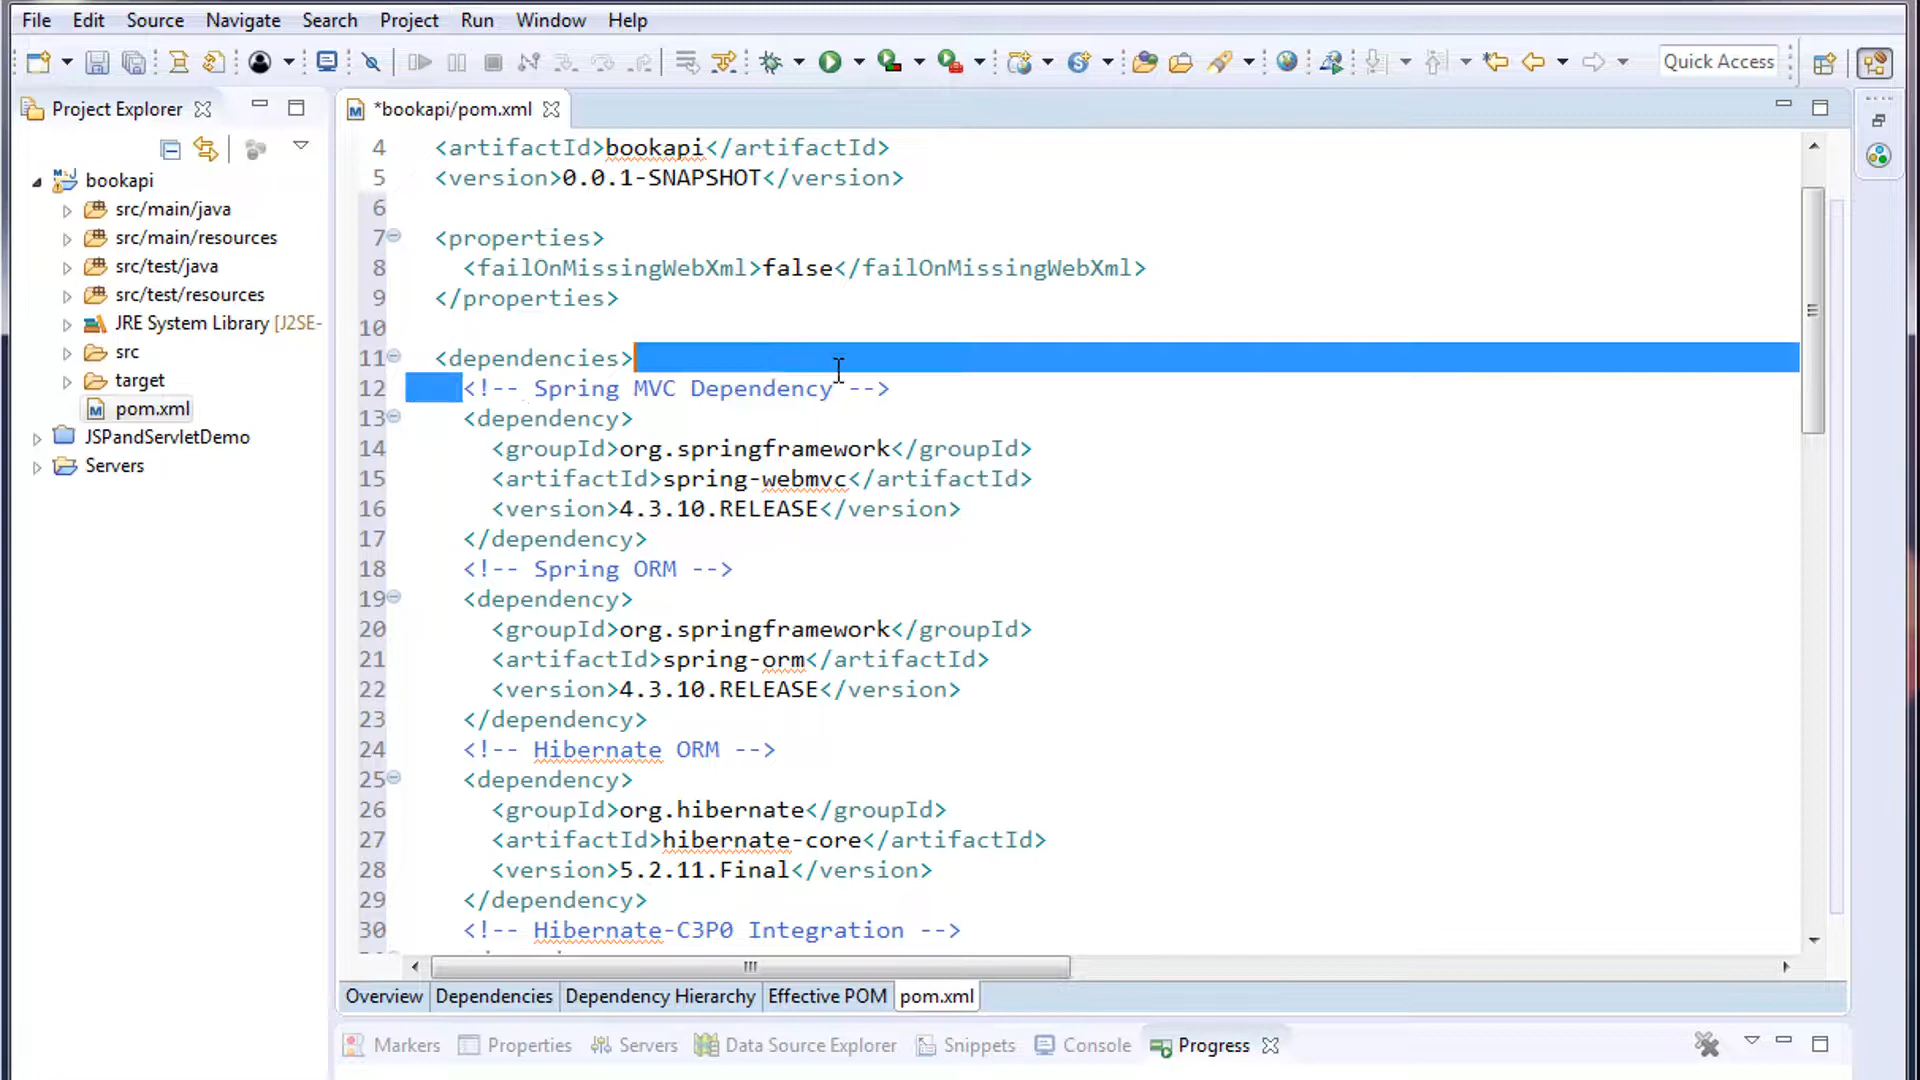 File Edit Source Navigate Search Project Run Window Help
Quick Access
Project Explorer
bookapi
src/main/java
src/main/resources
src/test/java
src/test/resources
JRE System Library [J2SE-
src
target
pom.xml
JSPandServletDemo
Servers
*bookapi/pom.xml
4 <artifactId>bookapi</artifactId>
5 <version>0.0.1-SNAPSHOT</version>
6
7 <properties>
8 <failOnMissingWebXml>false</failOnMissingWebXml>
9 </properties>
10
11 <dependencies>
12 <!-- Spring MVC Dependency -->
13 <dependency>
14 <groupId>org.springframework</groupId>
15 <artifactId>spring-webmvc</artifactId>
16 <version>4.3.10.RELEASE</version>
17 </dependency>
18 <!-- Spring ORM -->
19 <dependency>
20 <groupId>org.springframework</groupId>
21 <artifactId>spring-orm</artifactId>
22 <version>4.3.10.RELEASE</version>
23 </dependency>
24 <!-- Hibernate ORM -->
25 <dependency>
26 <groupId>org.hibernate</groupId>
27 <artifactId>hibernate-core</artifactId>
28 <version>5.2.11.Final</version>
29 </dependency>
30 <!-- Hibernate-C3P0 Integration -->
Overview Dependencies Dependency Hierarchy Effective POM pom.xml
Markers Properties Servers Data Source Explorer Snippets Console Progress